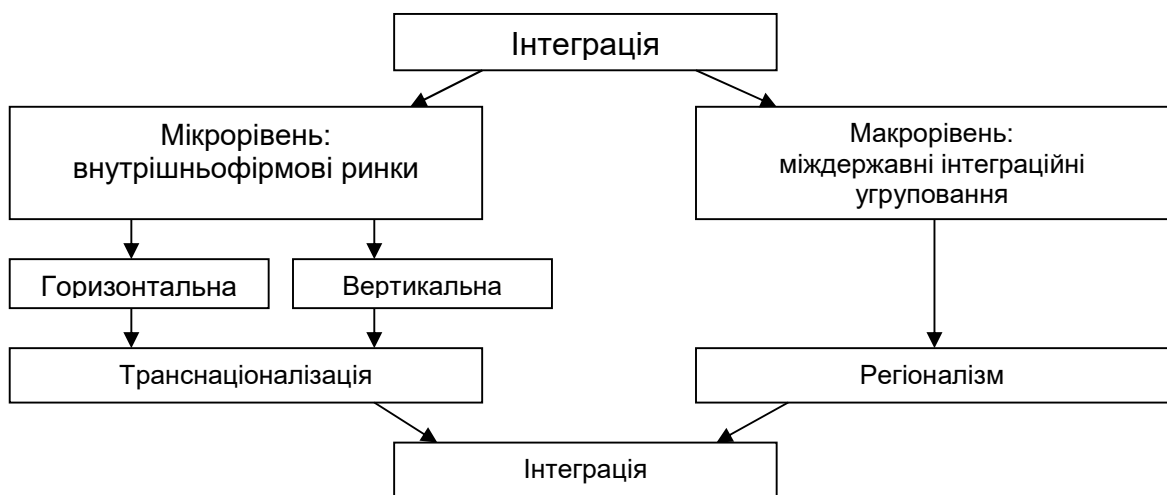 Інтеграція
Мікрорівень:
внутрішньофірмові ринки
Макрорівень:
міждержавні інтеграційні
угруповання
Горизонтальна
Вертикальна
Транснаціоналізація
Регіоналізм
Інтеграція